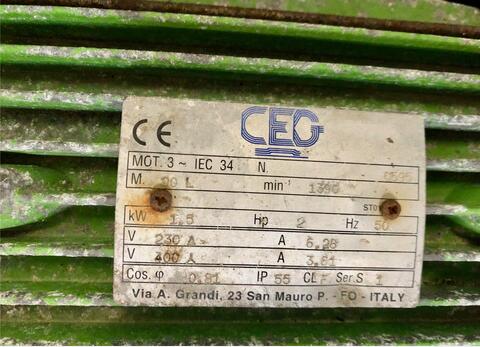 CE CEG
MOT. 3 ~ IEC 34 N.
M. 90 L min⁻¹ 1390
kW 1.5 Hp 2 Hz 50
V 230 Δ A 6.28
V 400 A 3.61
Cos. φ 0.81 IP 55 CL F Ser. S 1
Via A. Grandi, 23 San Mauro P. - FO - ITALY